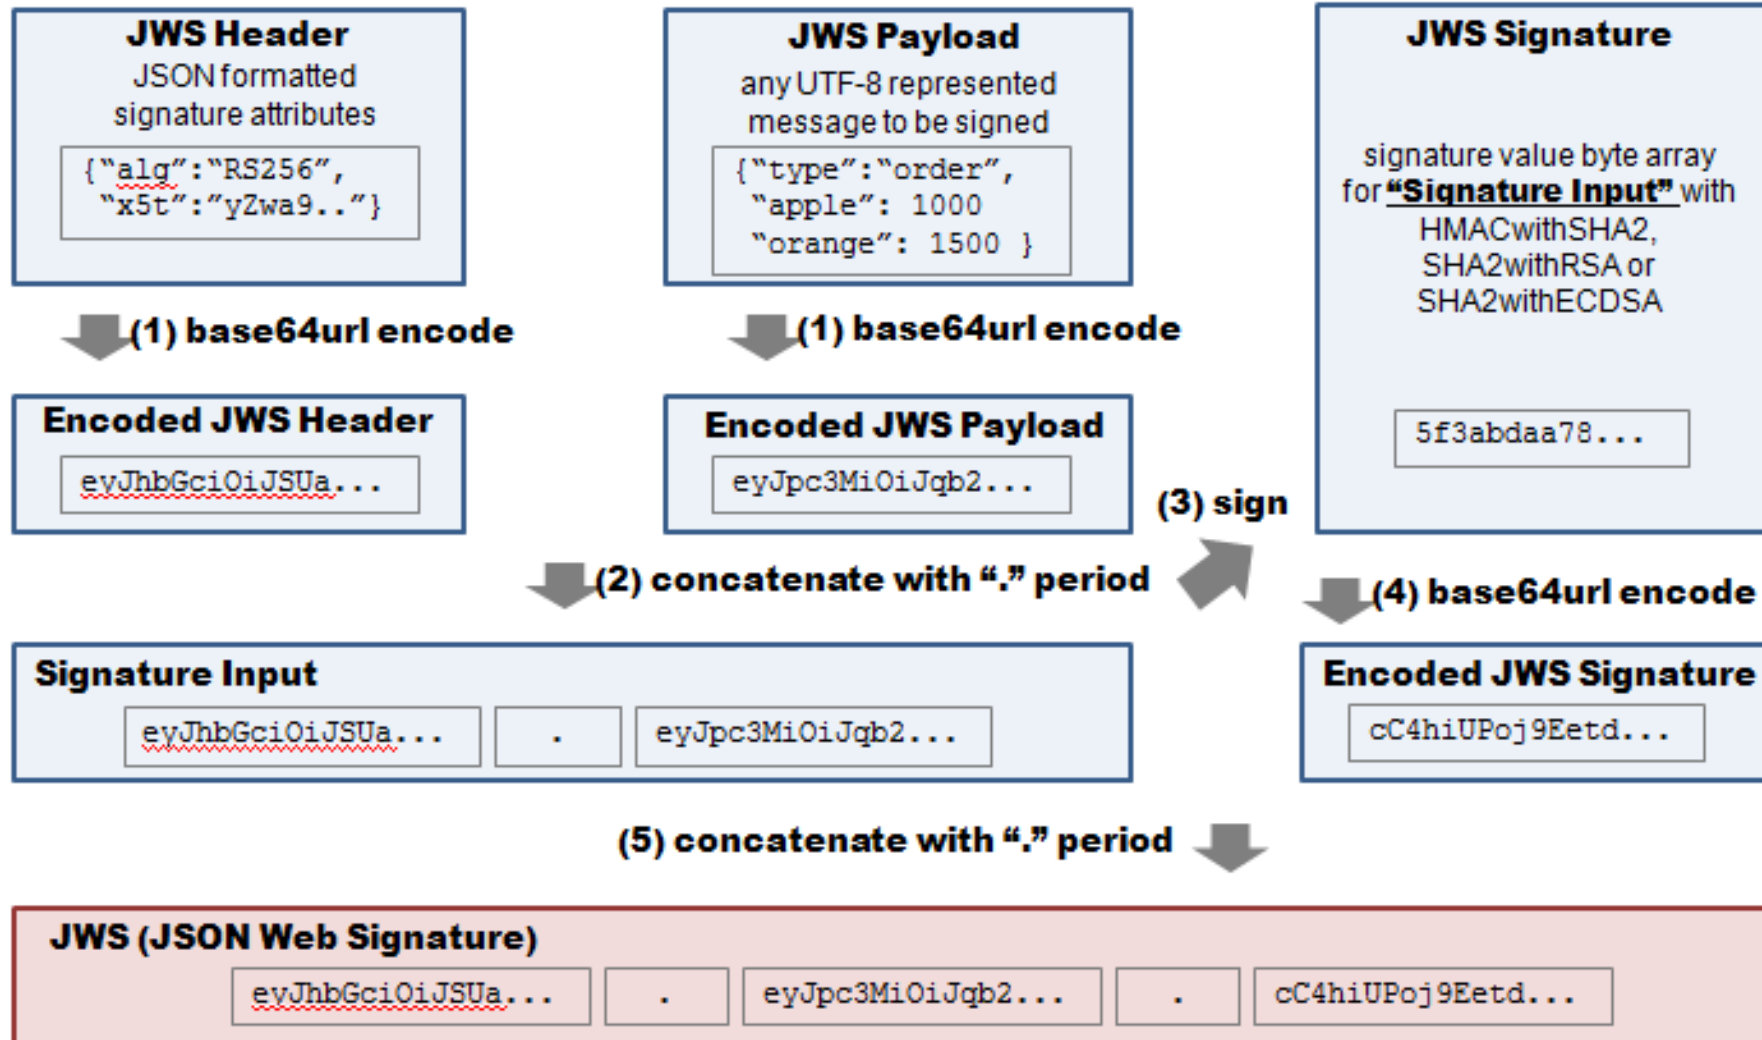 JWS Header
JSON formatted
signature attributes
{“alg”:“RS256”,
“x5t”:”yZwa9..”}
JWS Payload
any UTF-8 represented
message to be signed
{“type”:“order”,
“apple”: 1000
“orange”: 1500 }
JWS Signature
signature value byte array
for “Signature Input” with
HMACwithSHA2,
SHA2withRSA or
SHA2withECDSA
5f3abdaa78...
(1) base64url encode
(1) base64url encode
Encoded JWS Header
eyJhbGciOiJSUa...
Encoded JWS Payload
eyJpc3MiOiJqb2...
(3) sign
(2) concatenate with “.” period
(4) base64url encode
Signature Input
eyJhbGciOiJSUa...
.
eyJpc3MiOiJqb2...
Encoded JWS Signature
cC4hiUPoj9Eetd...
(5) concatenate with “.” period
JWS (JSON Web Signature)
eyJhbGciOiJSUa...
.
eyJpc3MiOiJqb2...
.
cC4hiUPoj9Eetd...